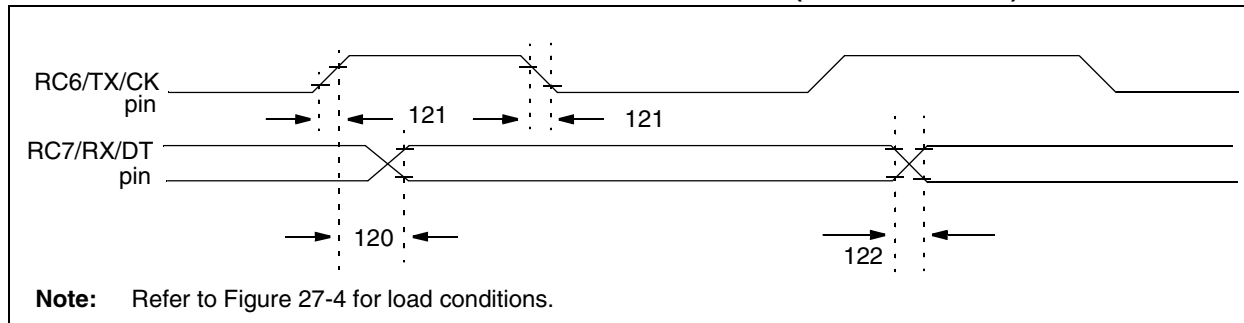 RC6/TX/CK
pin
121
121
RC7/RX/DT
pin
120
122
Note: Refer to Figure 27-4 for load conditions.